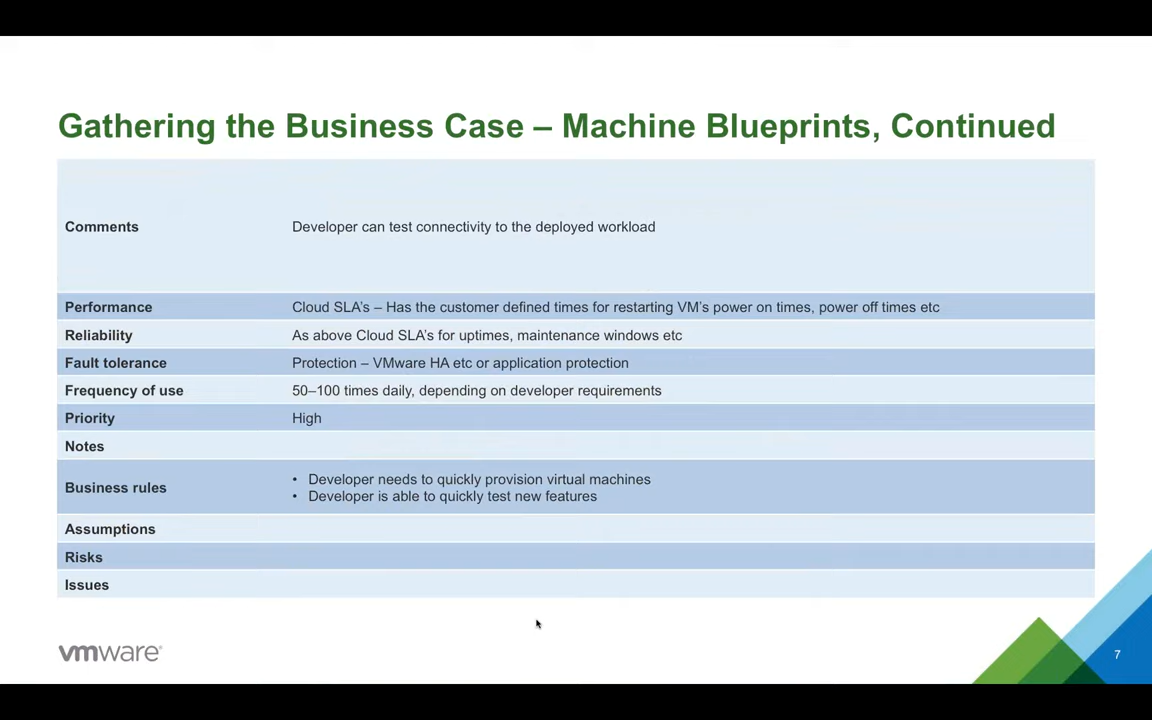 Gathering the Business Case – Machine Blueprints, Continued
Comments Developer can test connectivity to the deployed workload
Performance Cloud SLA's – Has the customer defined times for restarting VM's power on times, power off times etc
Reliability As above Cloud SLA's for uptimes, maintenance windows etc
Fault tolerance Protection – VMware HA etc or application protection
Frequency of use 50–100 times daily, depending on developer requirements
Priority High
Notes
Business rules • Developer needs to quickly provision virtual machines
• Developer is able to quickly test new features
Assumptions
Risks
Issues
vmware®
7